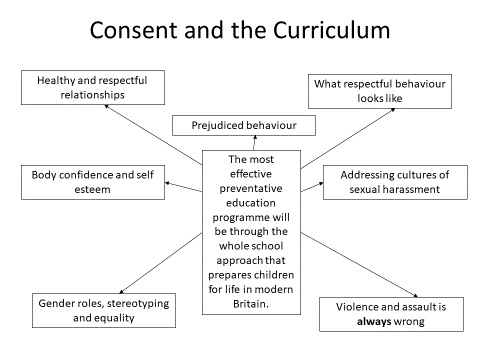 Consent and the Curriculum
Healthy and respectful
relationships
What respectful behaviour
looks like
Prejudiced behaviour
Body confidence and self
esteem
The most
effective
preventative
education
programme will
be through the
whole school
approach that
prepares children
for life in modern
Britain.
Addressing cultures of
sexual harassment
Gender roles, stereotyping
and equality
Violence and assault is
always wrong